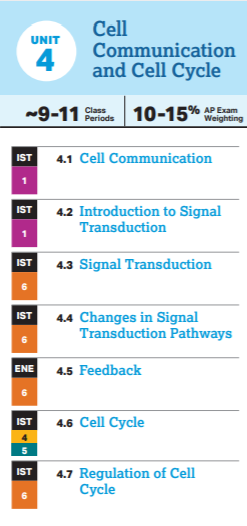 UNIT
4
Cell
Communication
and Cell Cycle
~9-11 Class
Periods
10-15% AP Exam
Weighting
IST
1
4.1 Cell Communication
IST
1
4.2 Introduction to Signal
Transduction
IST
6
4.3 Signal Transduction
IST
6
4.4 Changes in Signal
Transduction Pathways
ENE
6
4.5 Feedback
IST
4
5
4.6 Cell Cycle
IST
6
4.7 Regulation of Cell
Cycle